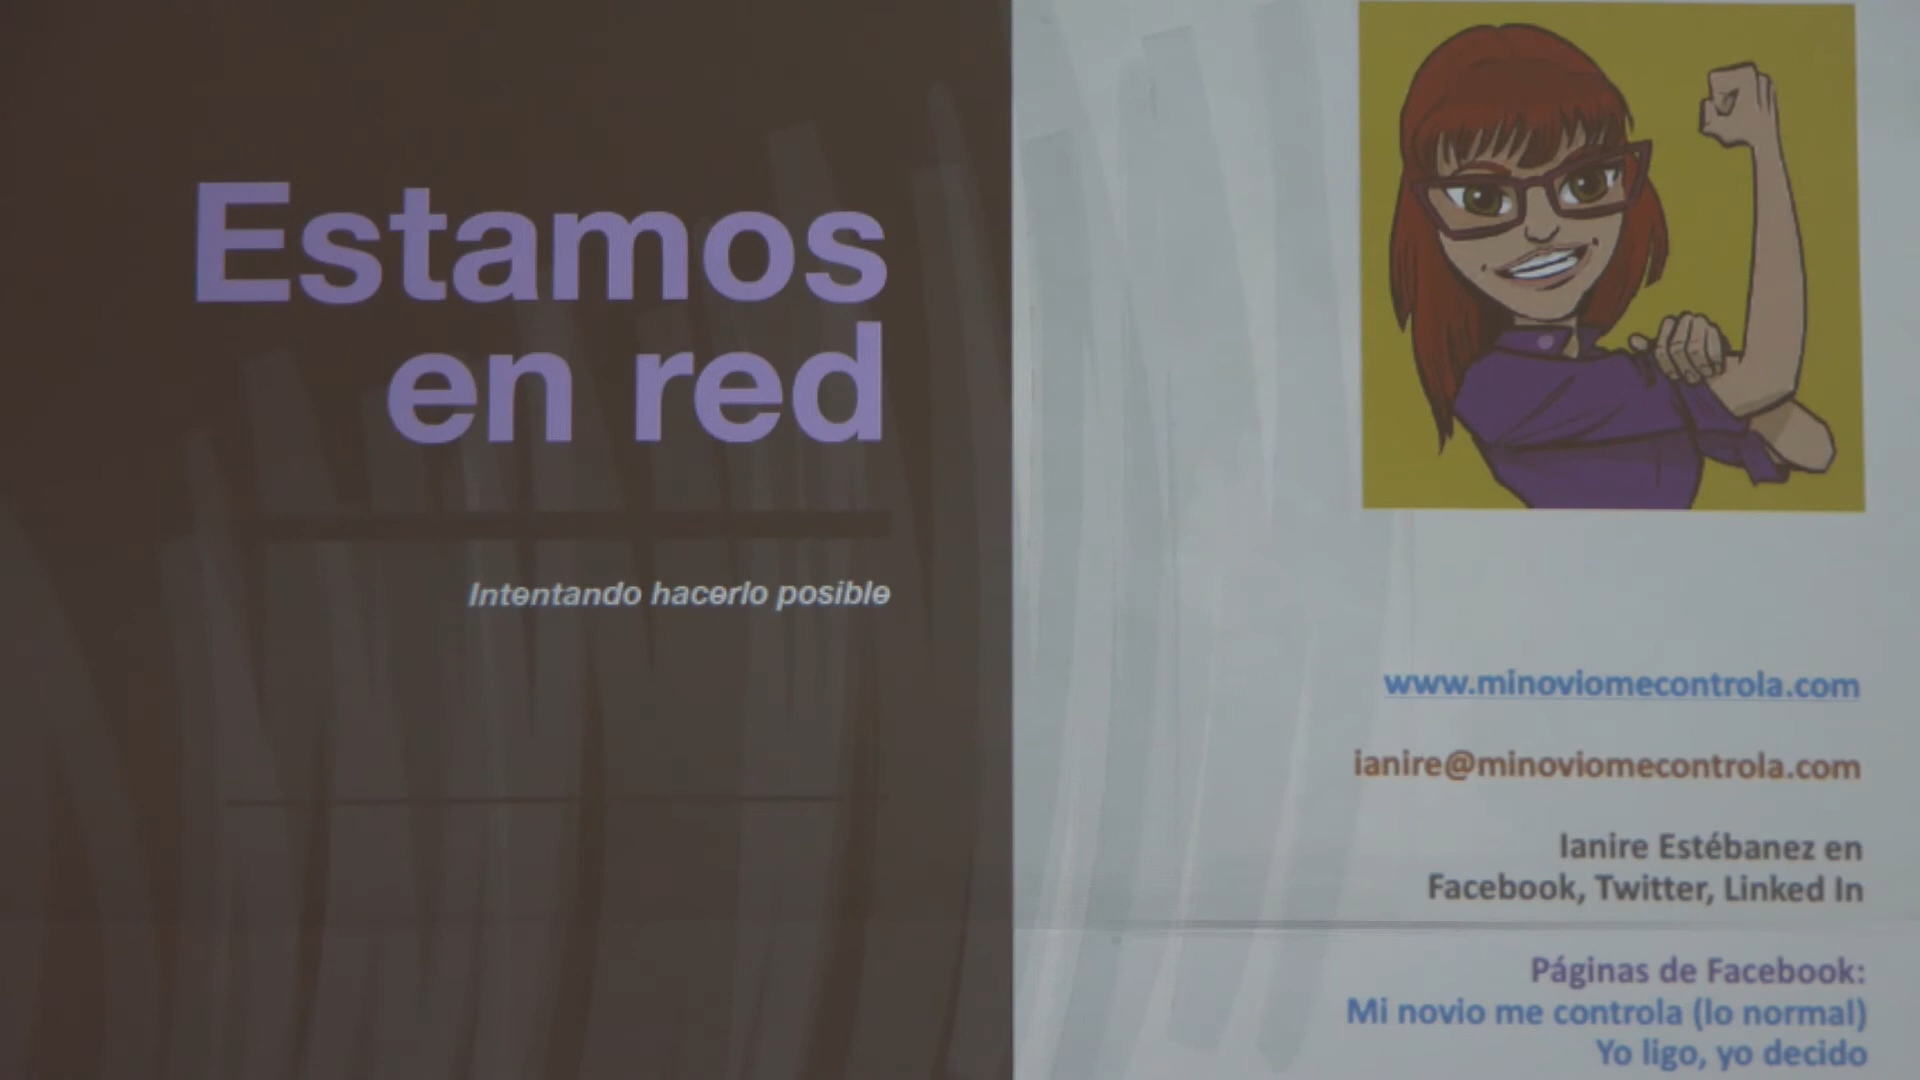 Estamos
en red
Intentando hacerlo posible
www.minoviomecontrola.com
ianire@minoviomecontrola.com
Ianire Estébanez en
Facebook, Twitter, Linked In
Páginas de Facebook:
Mi novio me controla (lo normal)
Yo ligo, yo decido